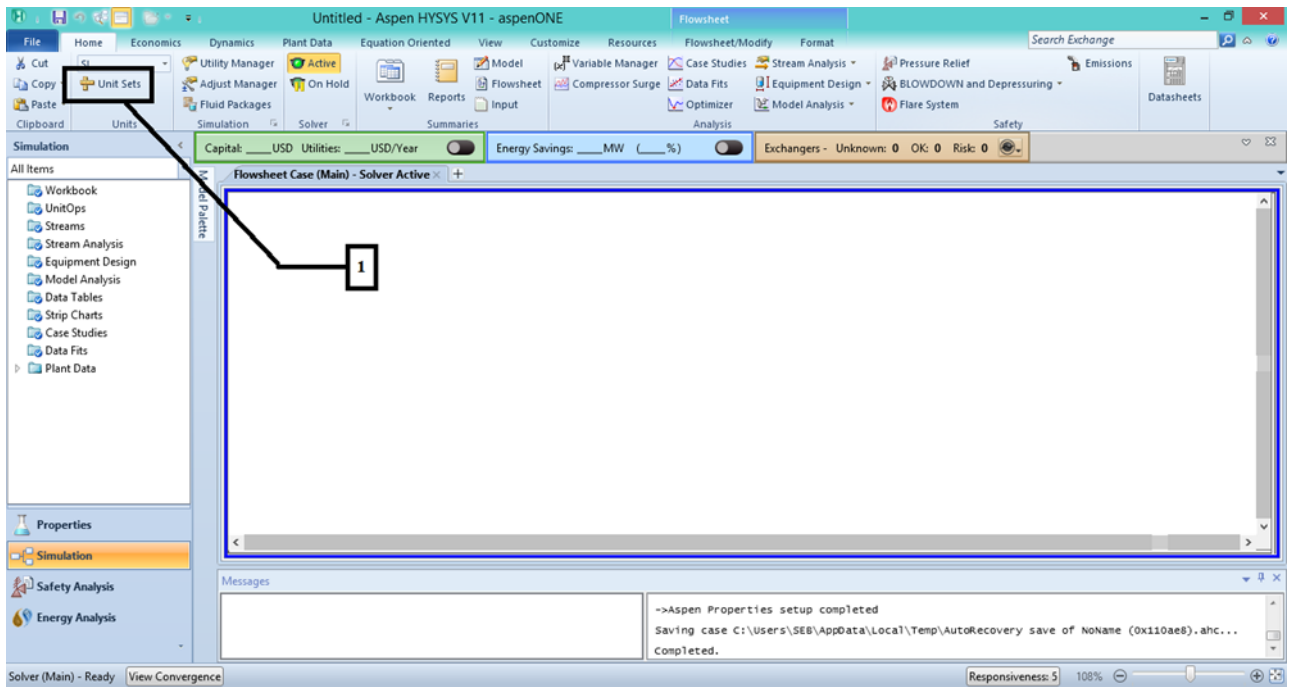 Untitled - Aspen HYSYS V11 - aspenONE
Flowsheet
File Home Economics Dynamics Plant Data Equation Oriented View Customize Resources Flowsheet/Modify Format
Search Exchange
Cut SI Utility Manager Active Model Variable Manager Case Studies Stream Analysis Pressure Relief Emissions
Copy Unit Sets Adjust Manager On Hold Workbook Reports Flowsheet Compressor Surge Data Fits Equipment Design BLOWDOWN and Depressuring Datasheets
Paste Fluid Packages Input Optimizer Model Analysis Flare System
Clipboard Units Simulation Solver Summaries Analysis Safety
Simulation
Capital: ____USD Utilities: ____USD/Year
Energy Savings: ____MW (____%)
Exchangers - Unknown: 0 OK: 0 Risk: 0
All Items
Model Palette
Flowsheet Case (Main) - Solver Active
Workbook
UnitOps
Streams
Stream Analysis
Equipment Design
Model Analysis
Data Tables
Strip Charts
Case Studies
Data Fits
Plant Data
1
Properties
Simulation
Safety Analysis
Energy Analysis
Messages
->Aspen Properties setup completed
Saving case C:\Users\SEB\AppData\Local\Temp\AutoRecovery save of NoName (0x110ae8).ahc...
Completed.
Solver (Main) - Ready View Convergence
Responsiveness: 5 108%